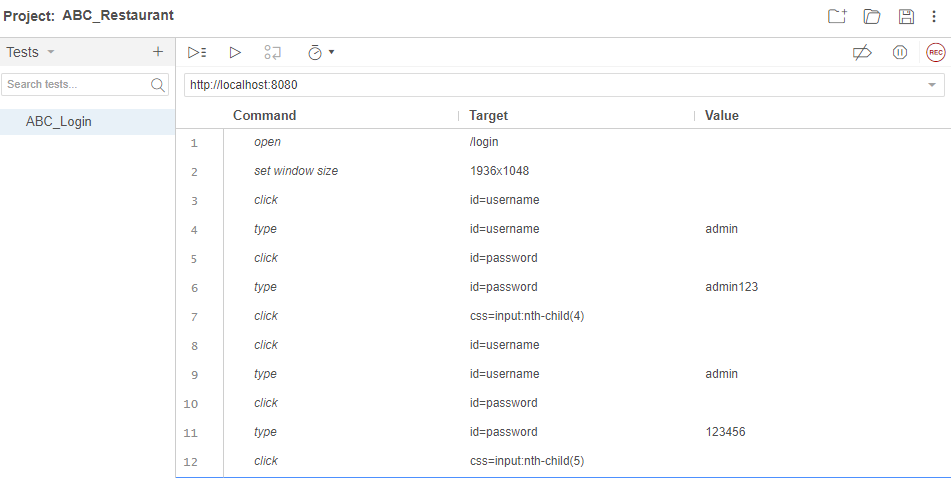 Project: ABC_Restaurant
Tests
REC
Search tests...
http://localhost:8080
ABC_Login
Command Target Value
1 open /login
2 set window size 1936x1048
3 click id=username
4 type id=username admin
5 click id=password
6 type id=password admin123
7 click css=input:nth-child(4)
8 click id=username
9 type id=username admin
10 click id=password
11 type id=password 123456
12 click css=input:nth-child(5)